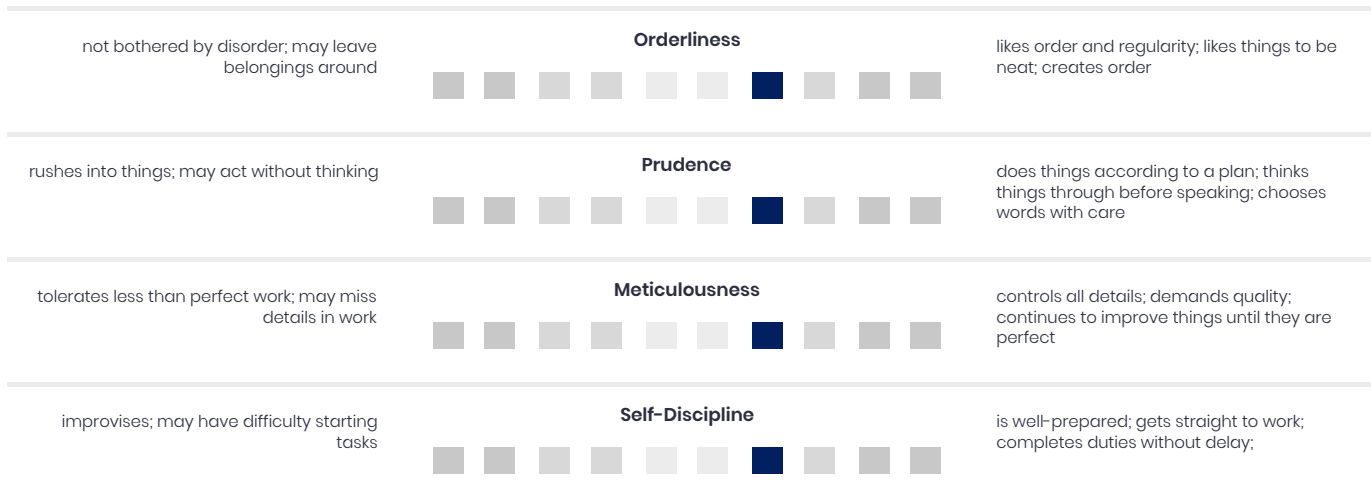 Orderliness
not bothered by disorder; may leave
belongings around
likes order and regularity; likes things to be
neat; creates order
Prudence
rushes into things; may act without thinking
does things according to a plan; thinks
things through before speaking; chooses
words with care
Meticulousness
tolerates less than perfect work; may miss
details in work
controls all details; demands quality;
continues to improve things until they are
perfect
Self-Discipline
improvises; may have difficulty starting
tasks
is well-prepared; gets straight to work;
completes duties without delay;